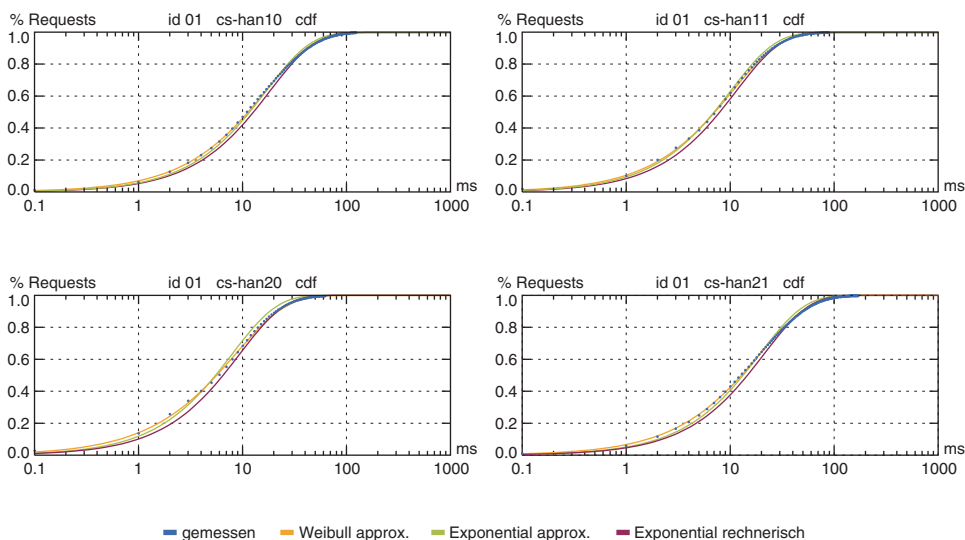 % Requests id 01 cs-han10 cdf
1.0
0.8
0.6
0.4
0.2
0.0
ms
0.1 1 10 100 1000
% Requests id 01 cs-han11 cdf
1.0
0.8
0.6
0.4
0.2
0.0
ms
0.1 1 10 100 1000
% Requests id 01 cs-han20 cdf
1.0
0.8
0.6
0.4
0.2
0.0
ms
0.1 1 10 100 1000
% Requests id 01 cs-han21 cdf
1.0
0.8
0.6
0.4
0.2
0.0
ms
0.1 1 10 100 1000
gemessen Weibull approx. Exponential approx. Exponential rechnerisch